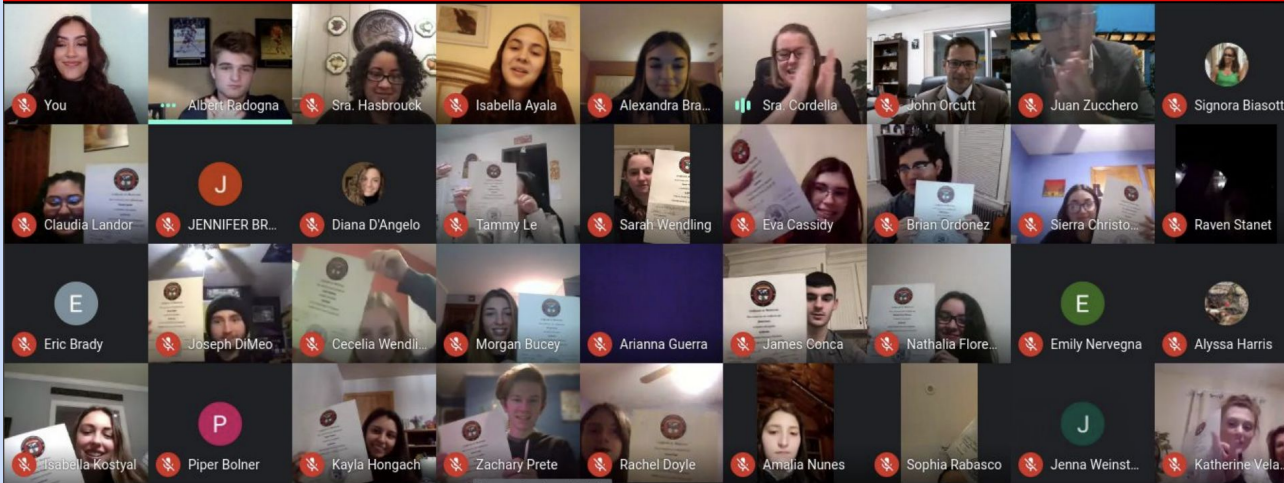 You
Albert Radogna
Sra. Hasbrouck
Isabella Ayala
Alexandra Bra...
Sra. Cordella
John Orcutt
Juan Zucchero
Signora Biasott
Claudia Landor
J
JENNIFER BR...
Diana D'Angelo
Tammy Le
Sarah Wendling
Eva Cassidy
Brian Ordonez
Sierra Christo...
Raven Stanet
E
Eric Brady
Joseph DiMeo
Cecelia Wendli...
Morgan Bucey
Arianna Guerra
James Conca
Nathalia Flore...
E
Emily Nervegna
Alyssa Harris
Isabella Kostyal
P
Piper Bolner
Kayla Hongach
Zachary Prete
Rachel Doyle
Amalia Nunes
Sophia Rabasco
J
Jenna Weinst...
Katherine Vela...